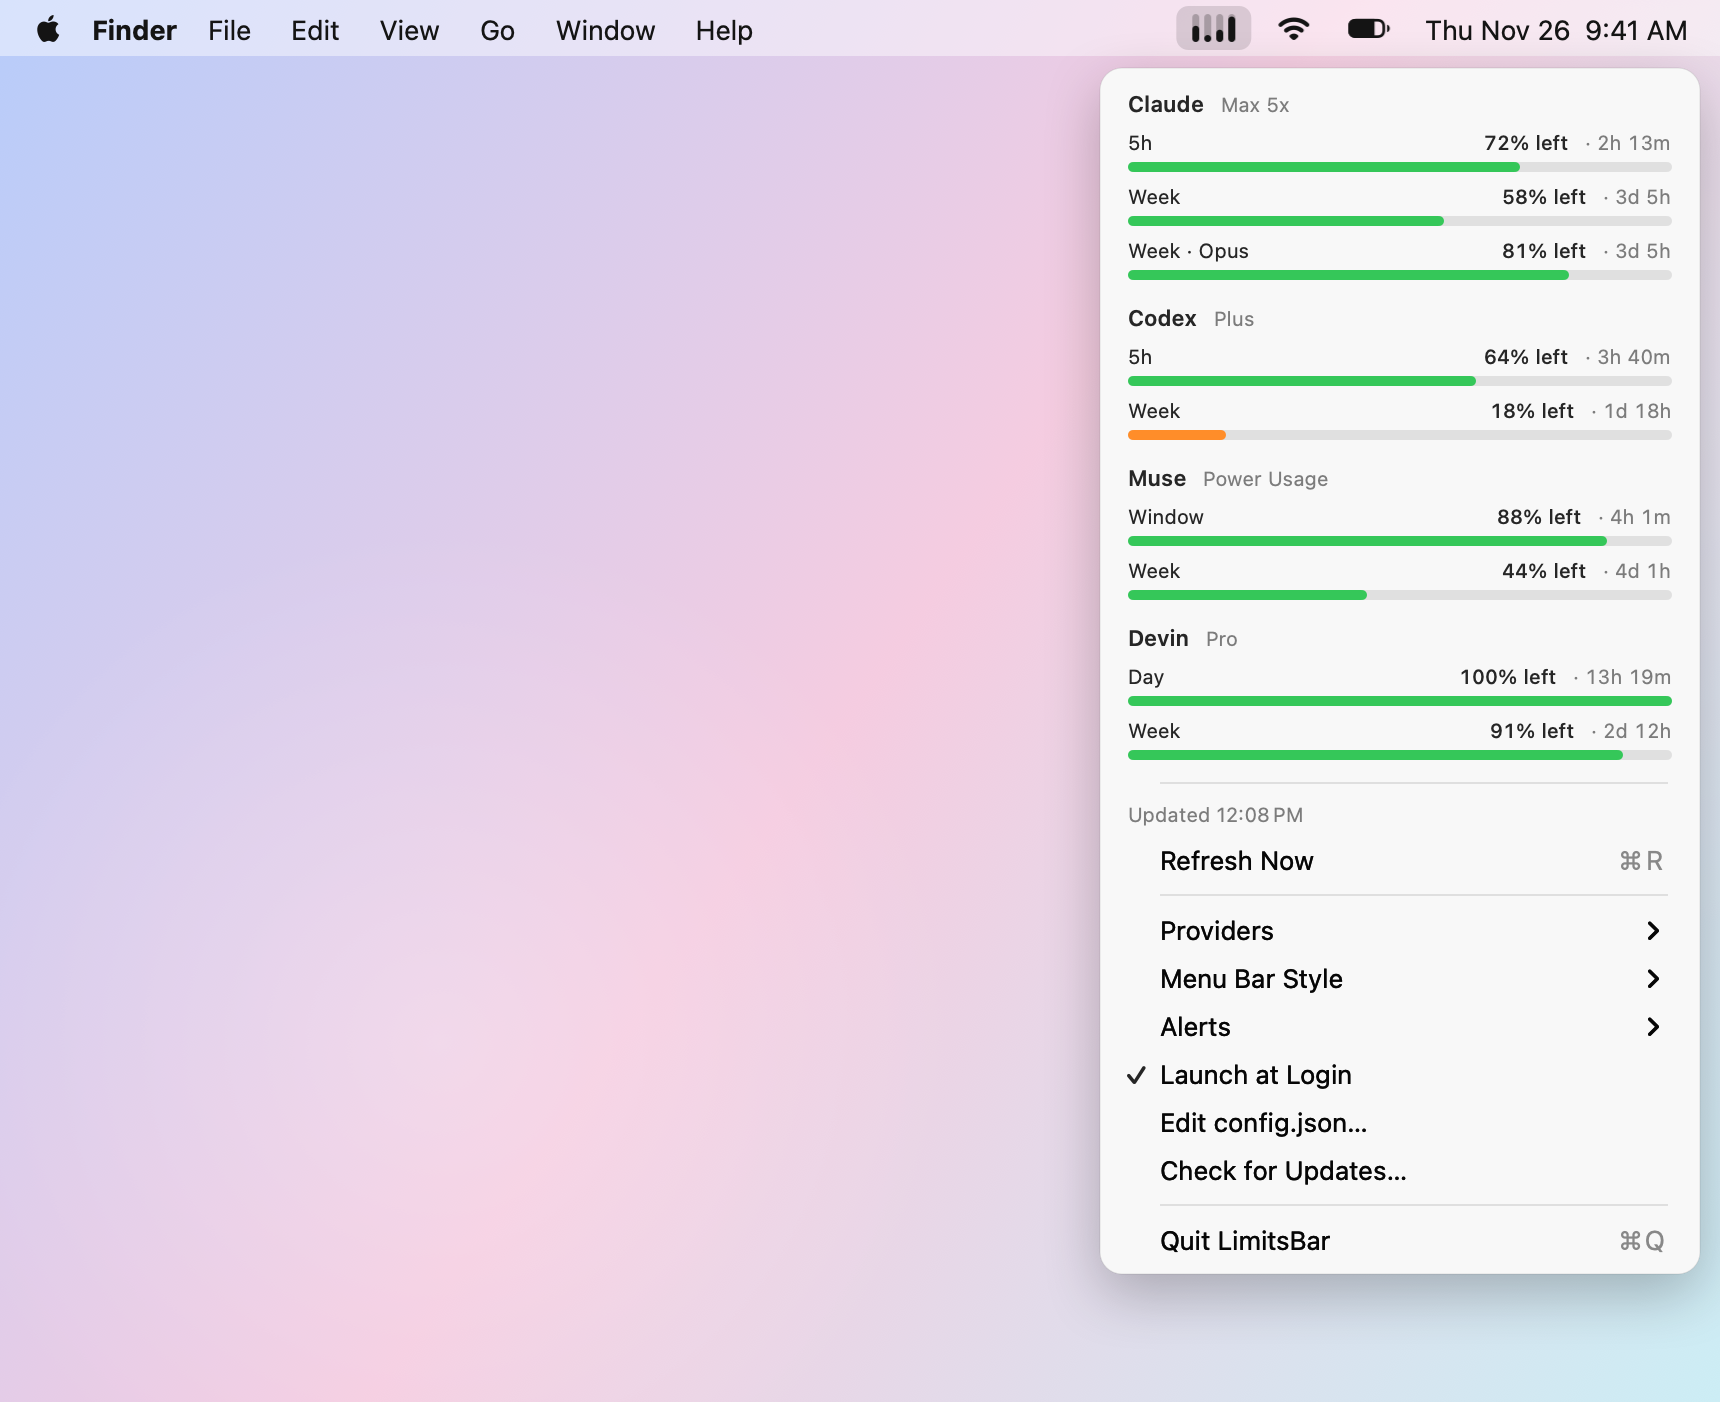 Finder File Edit View Go Window Help Thu Nov 26 9:41 AM
Claude Max 5x
5h 72% left · 2h 13m
Week 58% left · 3d 5h
Week · Opus 81% left · 3d 5h
Codex Plus
5h 64% left · 3h 40m
Week 18% left · 1d 18h
Muse Power Usage
Window 88% left · 4h 1m
Week 44% left · 4d 1h
Devin Pro
Day 100% left · 13h 19m
Week 91% left · 2d 12h
Updated 12:08 PM
Refresh Now ⌘R
Providers
Menu Bar Style
Alerts
✓ Launch at Login
Edit config.json...
Check for Updates...
Quit LimitsBar ⌘Q